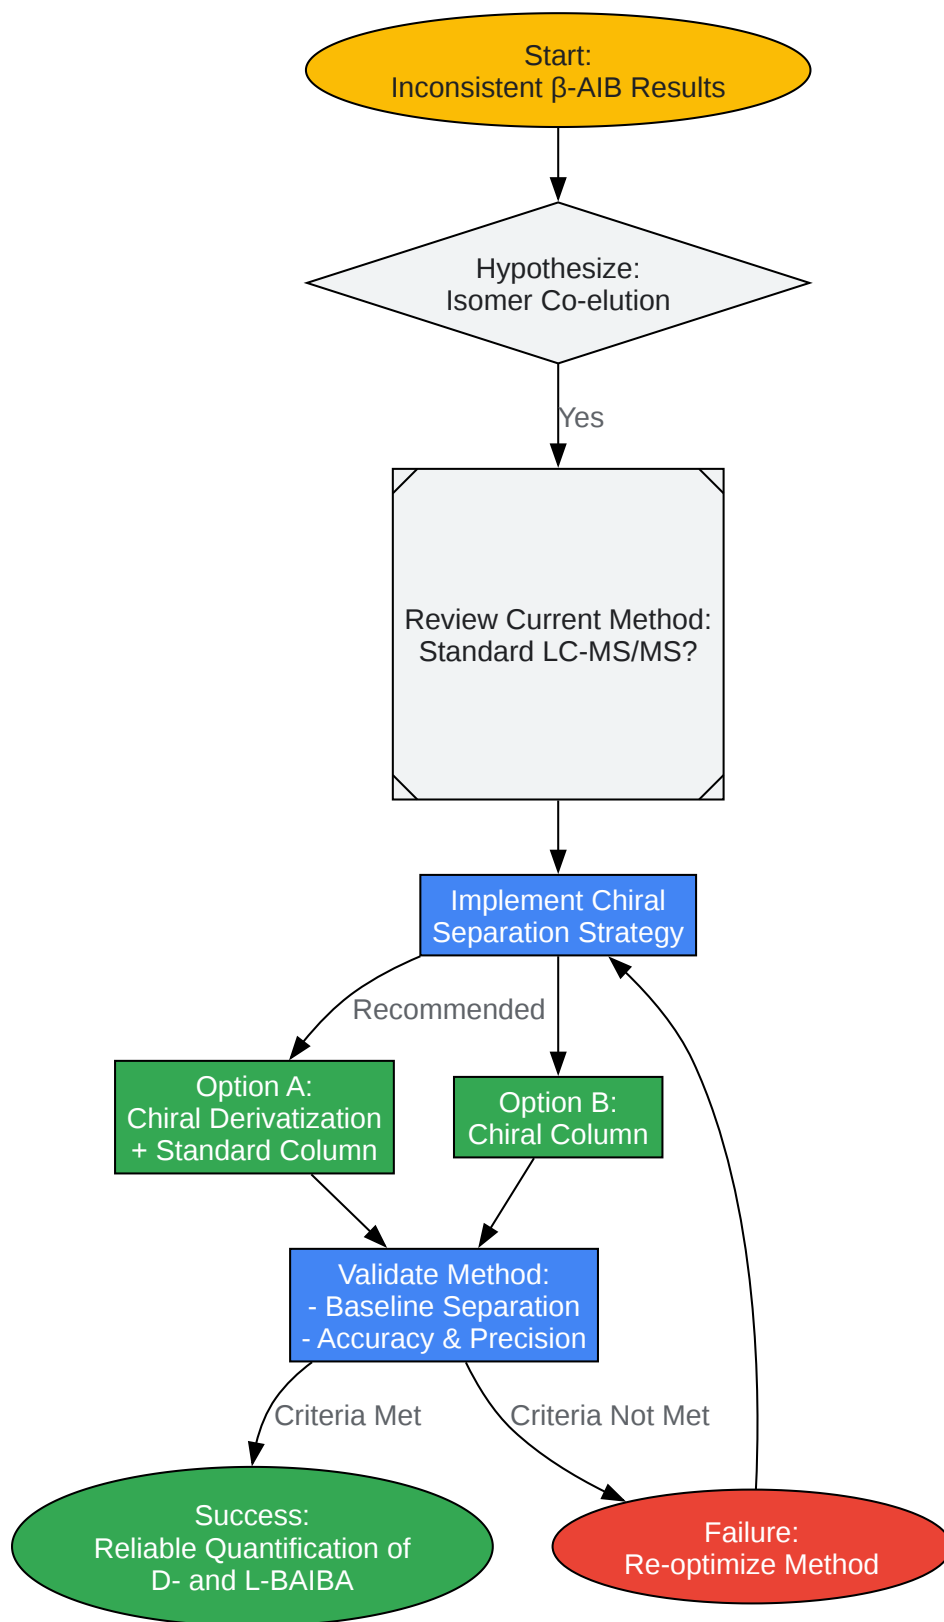 Start:
Inconsistent β-AIB Results
Hypothesize:
Isomer Co-elution
Yes
Review Current Method:
Standard LC-MS/MS?
Implement Chiral
Separation Strategy
Recommended
Option A:
Chiral Derivatization
+ Standard Column
Option B:
Chiral Column
Validate Method:
- Baseline Separation
- Accuracy & Precision
Criteria Met
Criteria Not Met
Success:
Reliable Quantification of
D- and L-BAIBA
Failure:
Re-optimize Method